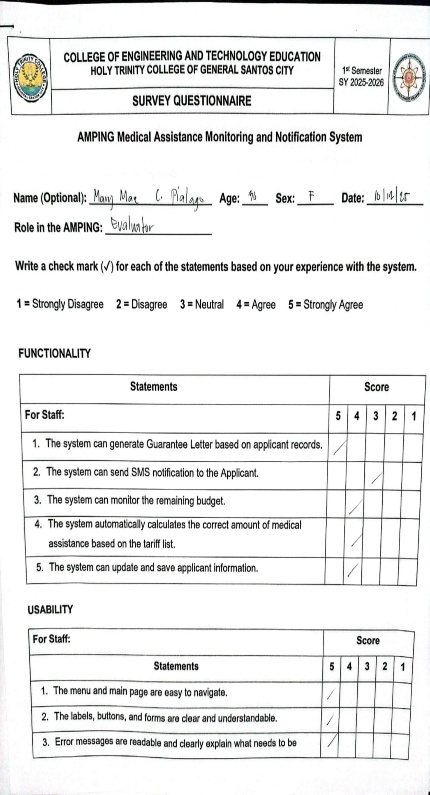 COLLEGE OF ENGINEERING AND TECHNOLOGY EDUCATION
HOLY TRINITY COLLEGE OF GENERAL SANTOS CITY
1st Semester
SY 2025-2026
SURVEY QUESTIONNAIRE
AMPING Medical Assistance Monitoring and Notification System
Name (Optional): Mary Mae C. Pialago Age: Sex: F Date: 10/12/25
Role in the AMPING: Evaluator
Write a check mark (√) for each of the statements based on your experience with the system.
1 = Strongly Disagree 2 = Disagree 3 = Neutral 4 = Agree 5 = Strongly Agree
FUNCTIONALITY
Statements Score
For Staff: 5 4 3 2 1
1. The system can generate Guarantee Letter based on applicant records. /
2. The system can send SMS notification to the Applicant. /
3. The system can monitor the remaining budget. /
4. The system automatically calculates the correct amount of medical
assistance based on the tariff list. /
5. The system can update and save applicant information. /
USABILITY
For Staff: Score
Statements 5 4 3 2 1
1. The menu and main page are easy to navigate. /
2. The labels, buttons, and forms are clear and understandable. /
3. Error messages are readable and clearly explain what needs to be /